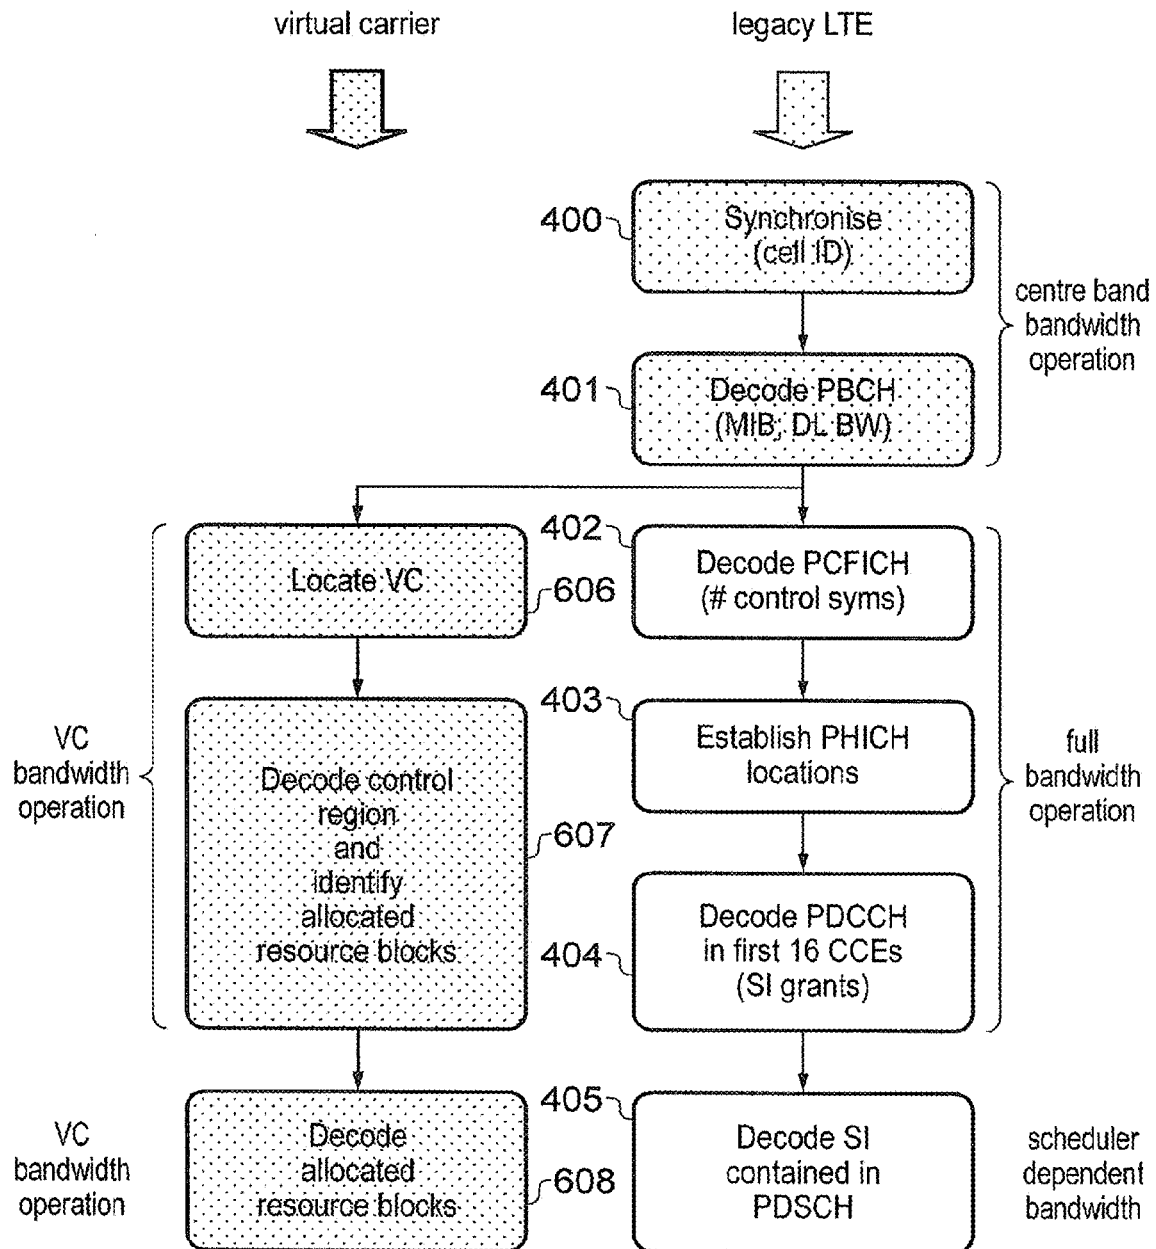 virtual carrier
legacy LTE
400
Synchronise
(cell ID)
centre band
bandwidth
operation
401
Decode PBCH
(MIB, DL BW)
402
Locate VC
606
Decode PCFICH
(# control syms)
403
Establish PHICH
locations
VC
bandwidth
operation
Decode control
region
and
identify
allocated
resource blocks
607
full
bandwidth
operation
404
Decode PDCCH
in first 16 CCEs
(SI grants)
405
VC
bandwidth
operation
Decode
allocated
resource blocks
608
Decode SI
contained in
PDSCH
scheduler
dependent
bandwidth